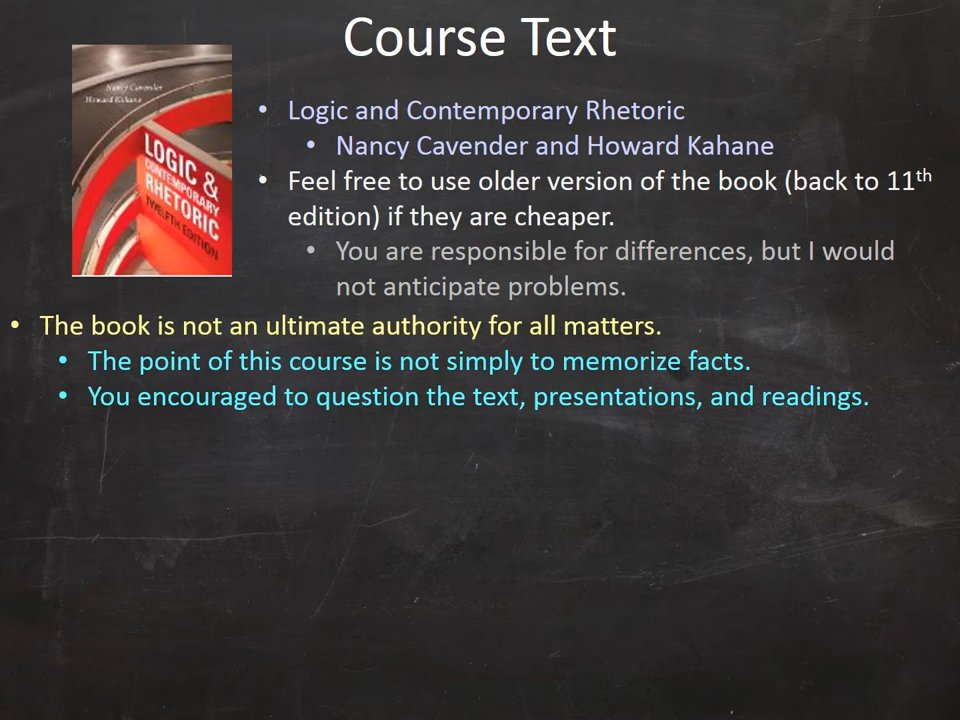 Course Text
Nancy Cavender
Howard Kahane
LOGIC &
CONTEMPORARY
RHETORIC
TWELFTH EDITION
• Logic and Contemporary Rhetoric
• Nancy Cavender and Howard Kahane
• Feel free to use older version of the book (back to 11th
edition) if they are cheaper.
• You are responsible for differences, but I would
not anticipate problems.
• The book is not an ultimate authority for all matters.
• The point of this course is not simply to memorize facts.
• You encouraged to question the text, presentations, and readings.